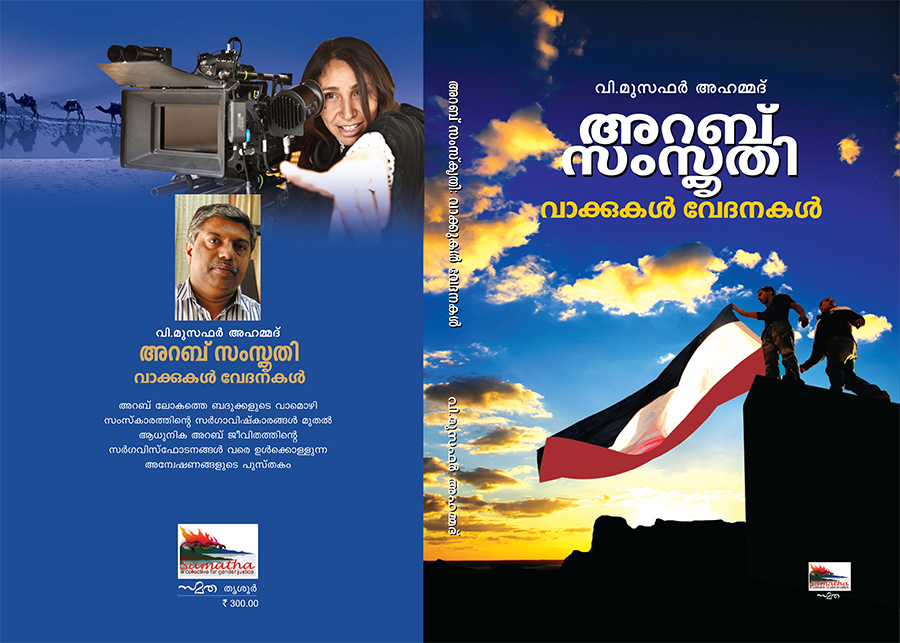 വി.മുസഫർ അഹമ്മദ്
അറബ്
സംസ്കൃതി
വാക്കുകൾ വേദനകൾ
സമത
അറബ് സംസ്കൃതി: വാക്കുകൾ വേദനകൾ
വി.മുസഫർ അഹമ്മദ്
വി.മുസഫർ അഹമ്മദ്
അറബ് സംസ്കൃതി
വാക്കുകൾ വേദനകൾ
അറബ് ലോകത്തെ ബദുക്കളുടെ വാമൊഴി
സംസ്കാരത്തിന്റെ സർഗാവിഷ്കാരങ്ങൾ മുതൽ
ആധുനിക അറബ് ജീവിതത്തിന്റെ
സർഗവിസ്ഫോടനങ്ങൾ വരെ ഉൾക്കൊള്ളുന്ന
അന്വേഷണങ്ങളുടെ പുസ്തകം
Samatha
a collective for gender justice
സമത തൃശൂർ
₹ 300.00